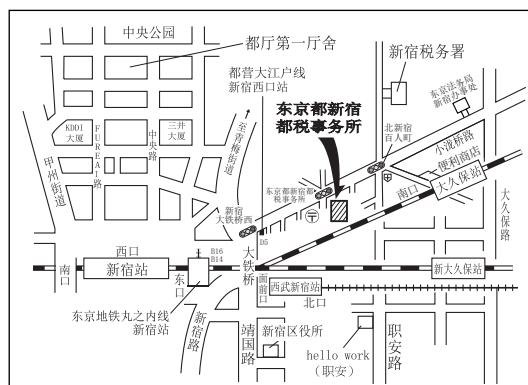 中央公园
都厅第一厅舍
都营大江户线
新宿西口站
新宿税务署
东京法务局
新宿办事处
东京都新宿
都税事务所
KDDI
大厦
FUREAI路
中央路
三井
大厦
至青梅街道
北新宿
百人町
小泷桥路
便利商店
大久保站
甲州街道
东京都新宿都
税事务所
南口
新宿
大铁桥西
D5
大久保路
西口
B16
B14
大铁桥
南口
新宿站
东口
面前口
西武新宿站
新大久保站
北口
东京地铁丸之内线
新宿站
新宿路
靖国路
新宿区役所
hello work
（职安）
职安路